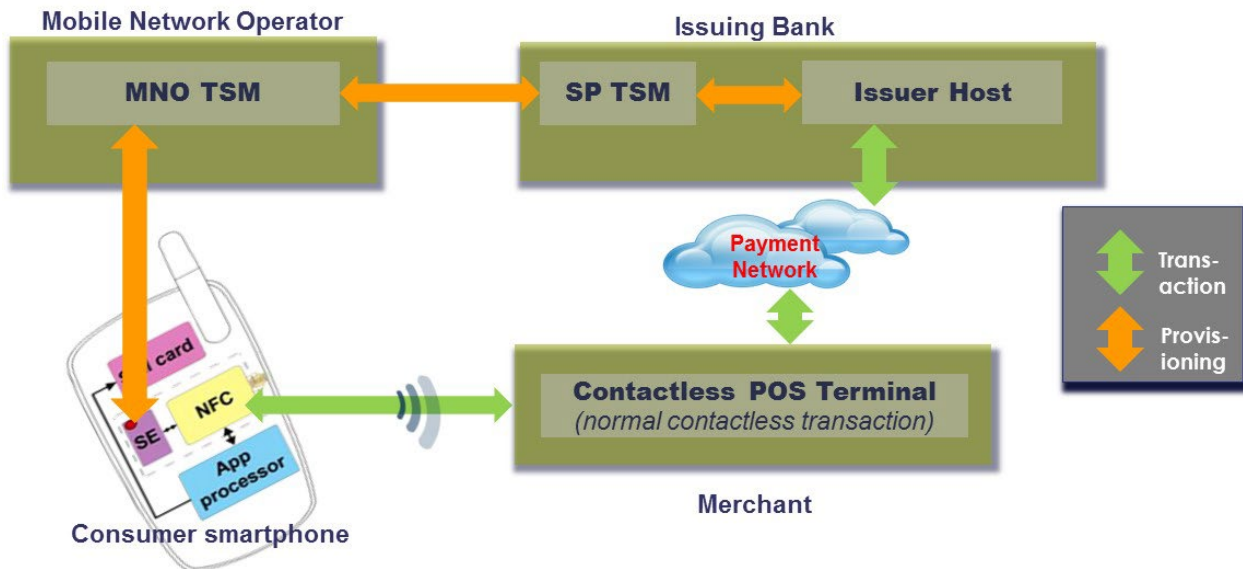 Mobile Network Operator
Issuing Bank
MNO TSM
SP TSM
Issuer Host
Payment
Network
Trans-
action
Provis-
ioning
card
NFC
SE
App
processor
Contactless POS Terminal
(normal contactless transaction)
Merchant
Consumer smartphone